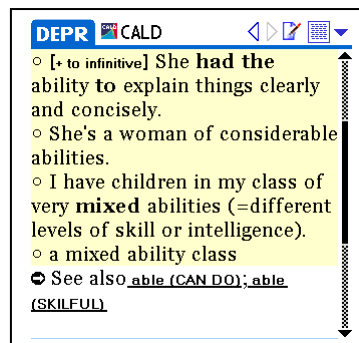 DEPR CALD CALD
○ [+ to infinitive] She had the
ability to explain things clearly
and concisely.
○ She's a woman of considerable
abilities.
○ I have children in my class of
very mixed abilities (=different
levels of skill or intelligence).
○ a mixed ability class
➲ See also able (CAN DO); able
(SKILFUL)